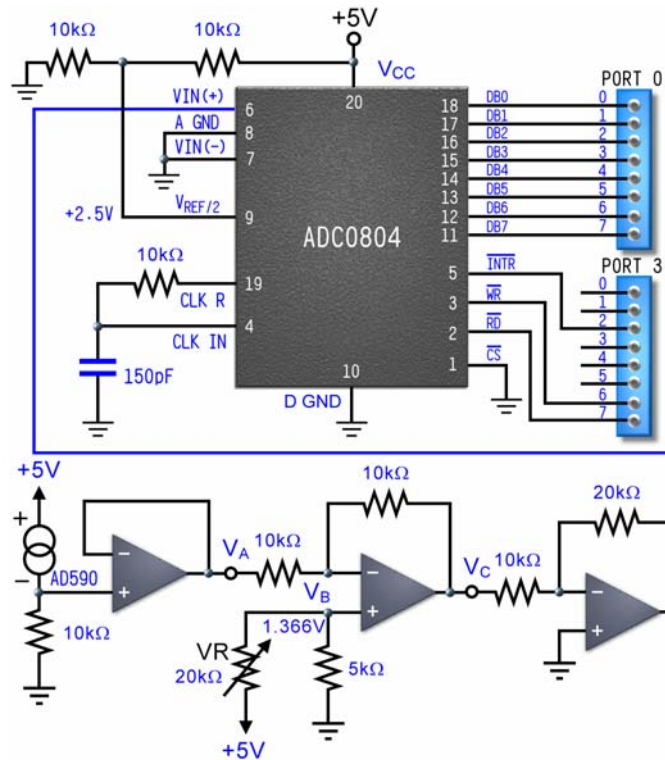 +5V
10kΩ
10kΩ
VCC
PORT 0
VIN(+)
6
20
18
DB0
0
A GND
8
17
DB1
1
VIN(-)
7
16
DB2
2
15
DB3
3
14
DB4
4
13
DB5
5
+2.5V
VREF/2
9
12
DB6
6
ADC0804
11
DB7
7
PORT 3
10kΩ
19
5
INTR
0
CLK R
1
3
WR
2
4
2
RD
3
CLK IN
4
150pF
1
CS
5
10
6
D GND
7
+5V
10kΩ
20kΩ
+
−
VA
10kΩ
−
VC
10kΩ
−
−
AD590
+
VB
+
+
10kΩ
1.366V
VR
20kΩ
5kΩ
+5V